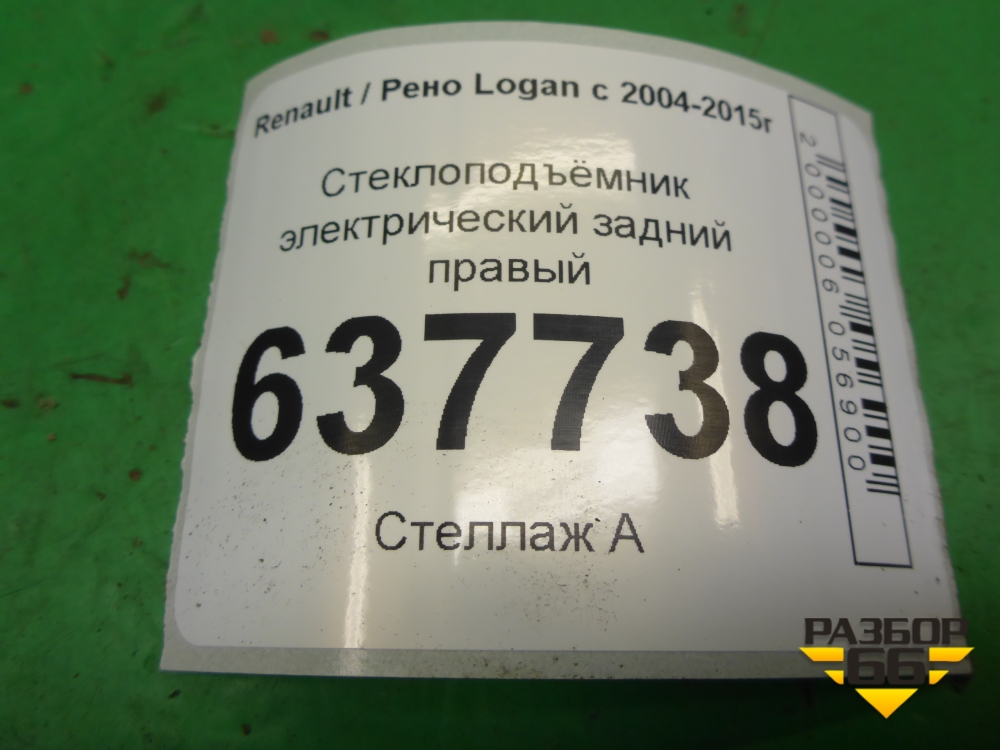 Renault / Рено Logan с 2004-2015г
Стеклоподъёмник
электрический задний
правый
637738
Стеллаж А
2000006056900
РАЗБОР
66